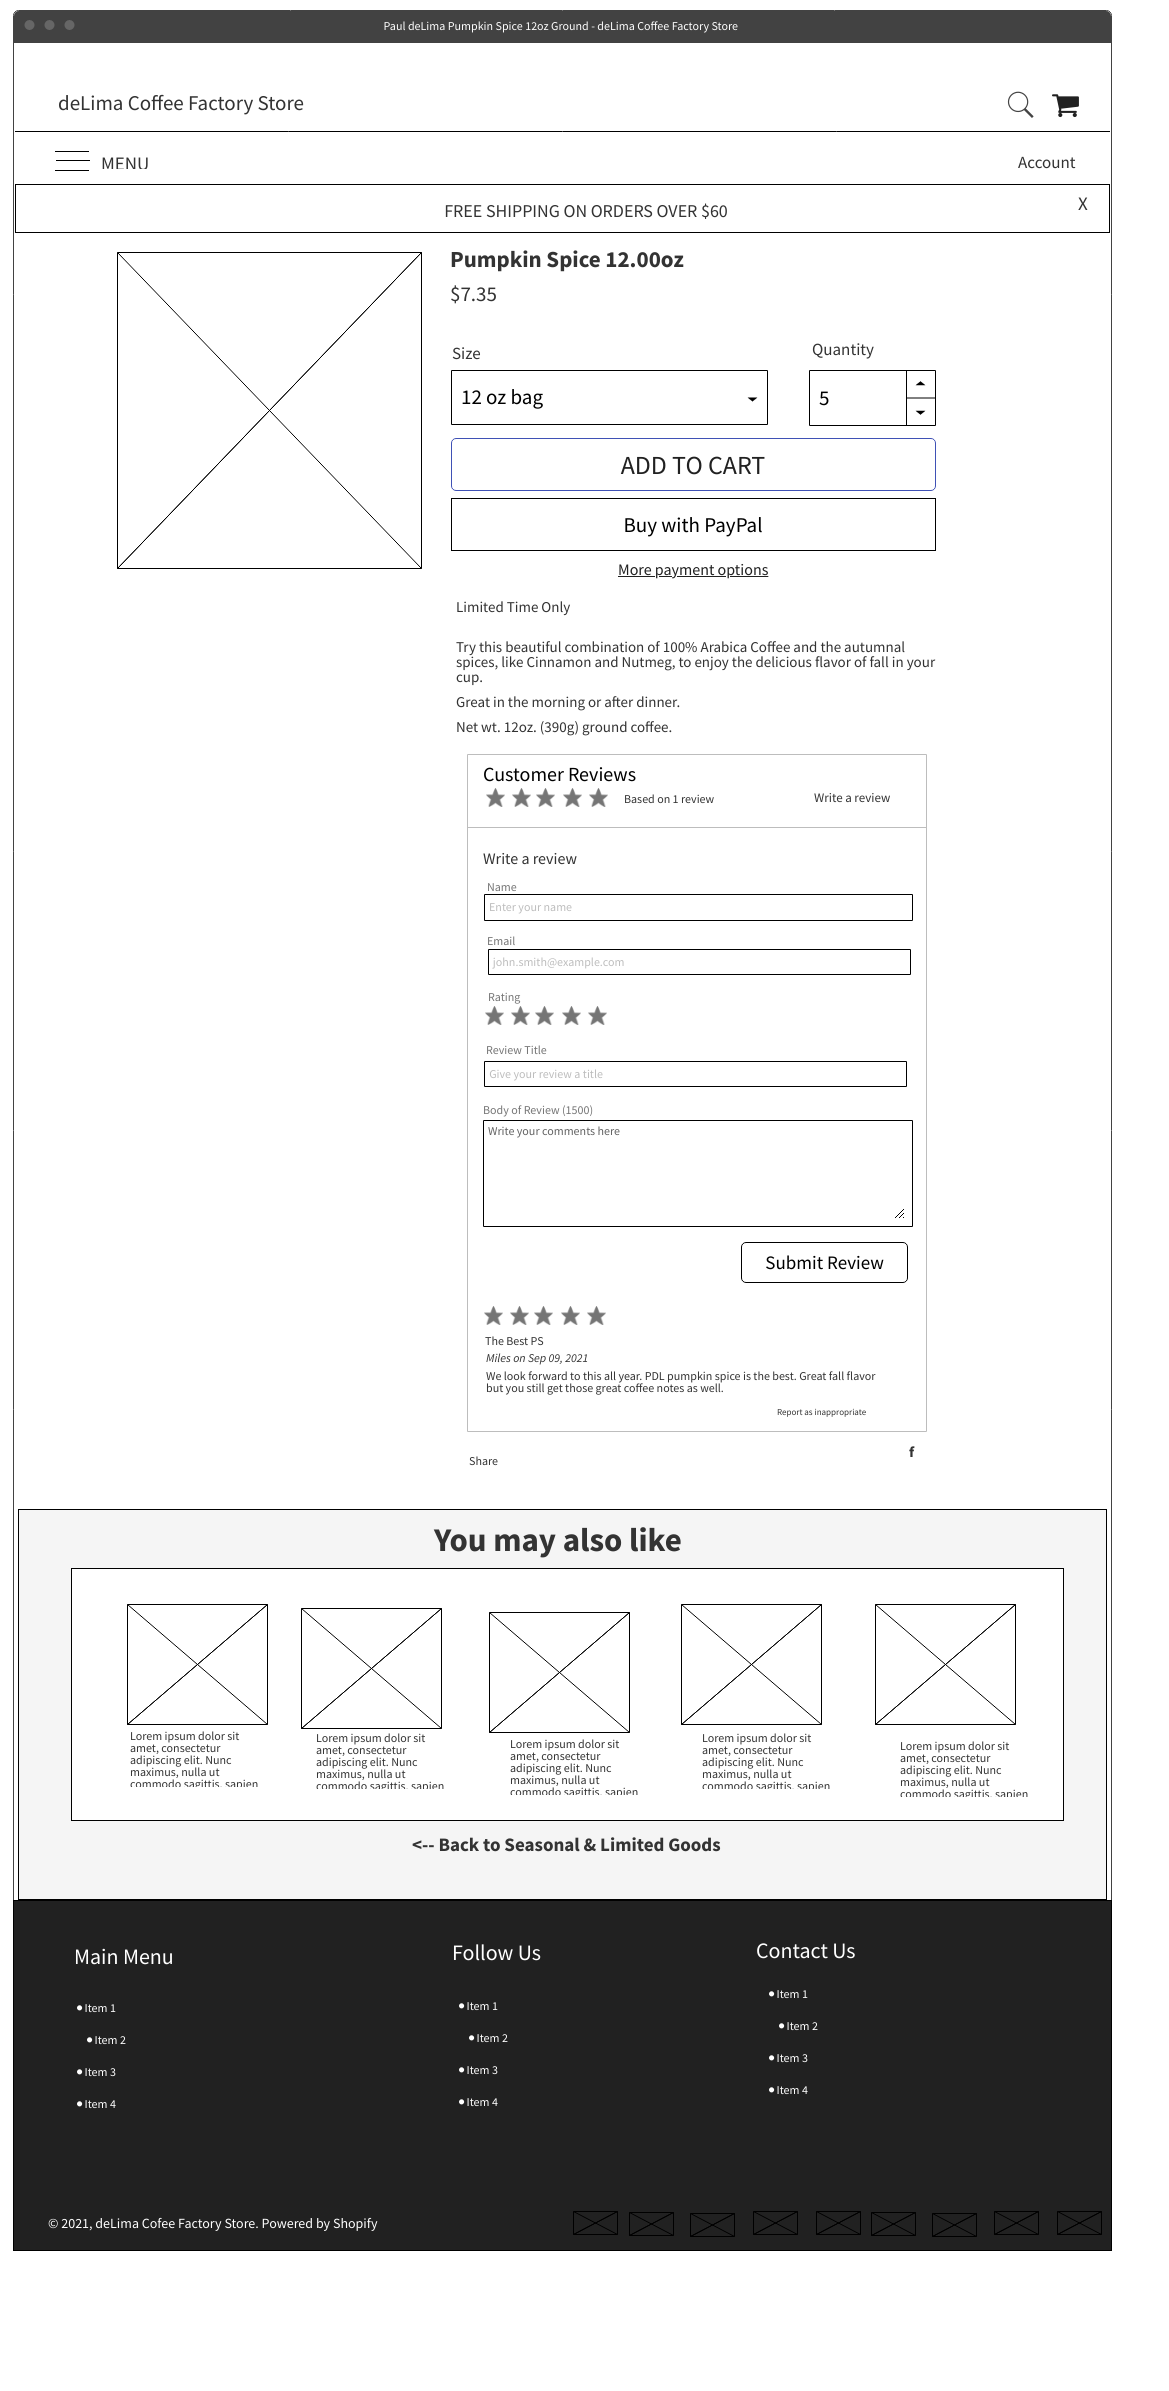 Paul deLima Pumpkin Spice 12oz Ground - deLima Coffee Factory Store
deLima Coffee Factory Store
MENU
Account
FREE SHIPPING ON ORDERS OVER $60
X
Pumpkin Spice 12.00oz
$7.35
Size
Quantity
12 oz bag
5
ADD TO CART
Buy with PayPal
More payment options
Limited Time Only
Try this beautiful combination of 100% Arabica Coffee and the autumnal
spices, like Cinnamon and Nutmeg, to enjoy the delicious flavor of fall in your
cup.
Great in the morning or after dinner.
Net wt. 12oz. (390g) ground coffee.
Customer Reviews
Based on 1 review
Write a review
Write a review
Name
Enter your name
Email
john.smith@example.com
Rating
Review Title
Give your review a title
Body of Review (1500)
Write your comments here
Submit Review
The Best PS
Miles on Sep 09, 2021
We look forward to this all year. PDL pumpkin spice is the best. Great fall flavor
but you still get those great coffee notes as well.
Report as inappropriate
Share
f
You may also like
Lorem ipsum dolor sit
amet, consectetur
adipiscing elit. Nunc
maximus, nulla ut
commodo sagittis, sapien
Lorem ipsum dolor sit
amet, consectetur
adipiscing elit. Nunc
maximus, nulla ut
commodo sagittis, sapien
Lorem ipsum dolor sit
amet, consectetur
adipiscing elit. Nunc
maximus, nulla ut
commodo sagittis, sapien
Lorem ipsum dolor sit
amet, consectetur
adipiscing elit. Nunc
maximus, nulla ut
commodo sagittis, sapien
Lorem ipsum dolor sit
amet, consectetur
adipiscing elit. Nunc
maximus, nulla ut
commodo sagittis, sapien
<-- Back to Seasonal & Limited Goods
Main Menu
Item 1
Item 2
Item 3
Item 4
Follow Us
Item 1
Item 2
Item 3
Item 4
Contact Us
Item 1
Item 2
Item 3
Item 4
© 2021, deLima Cofee Factory Store. Powered by Shopify